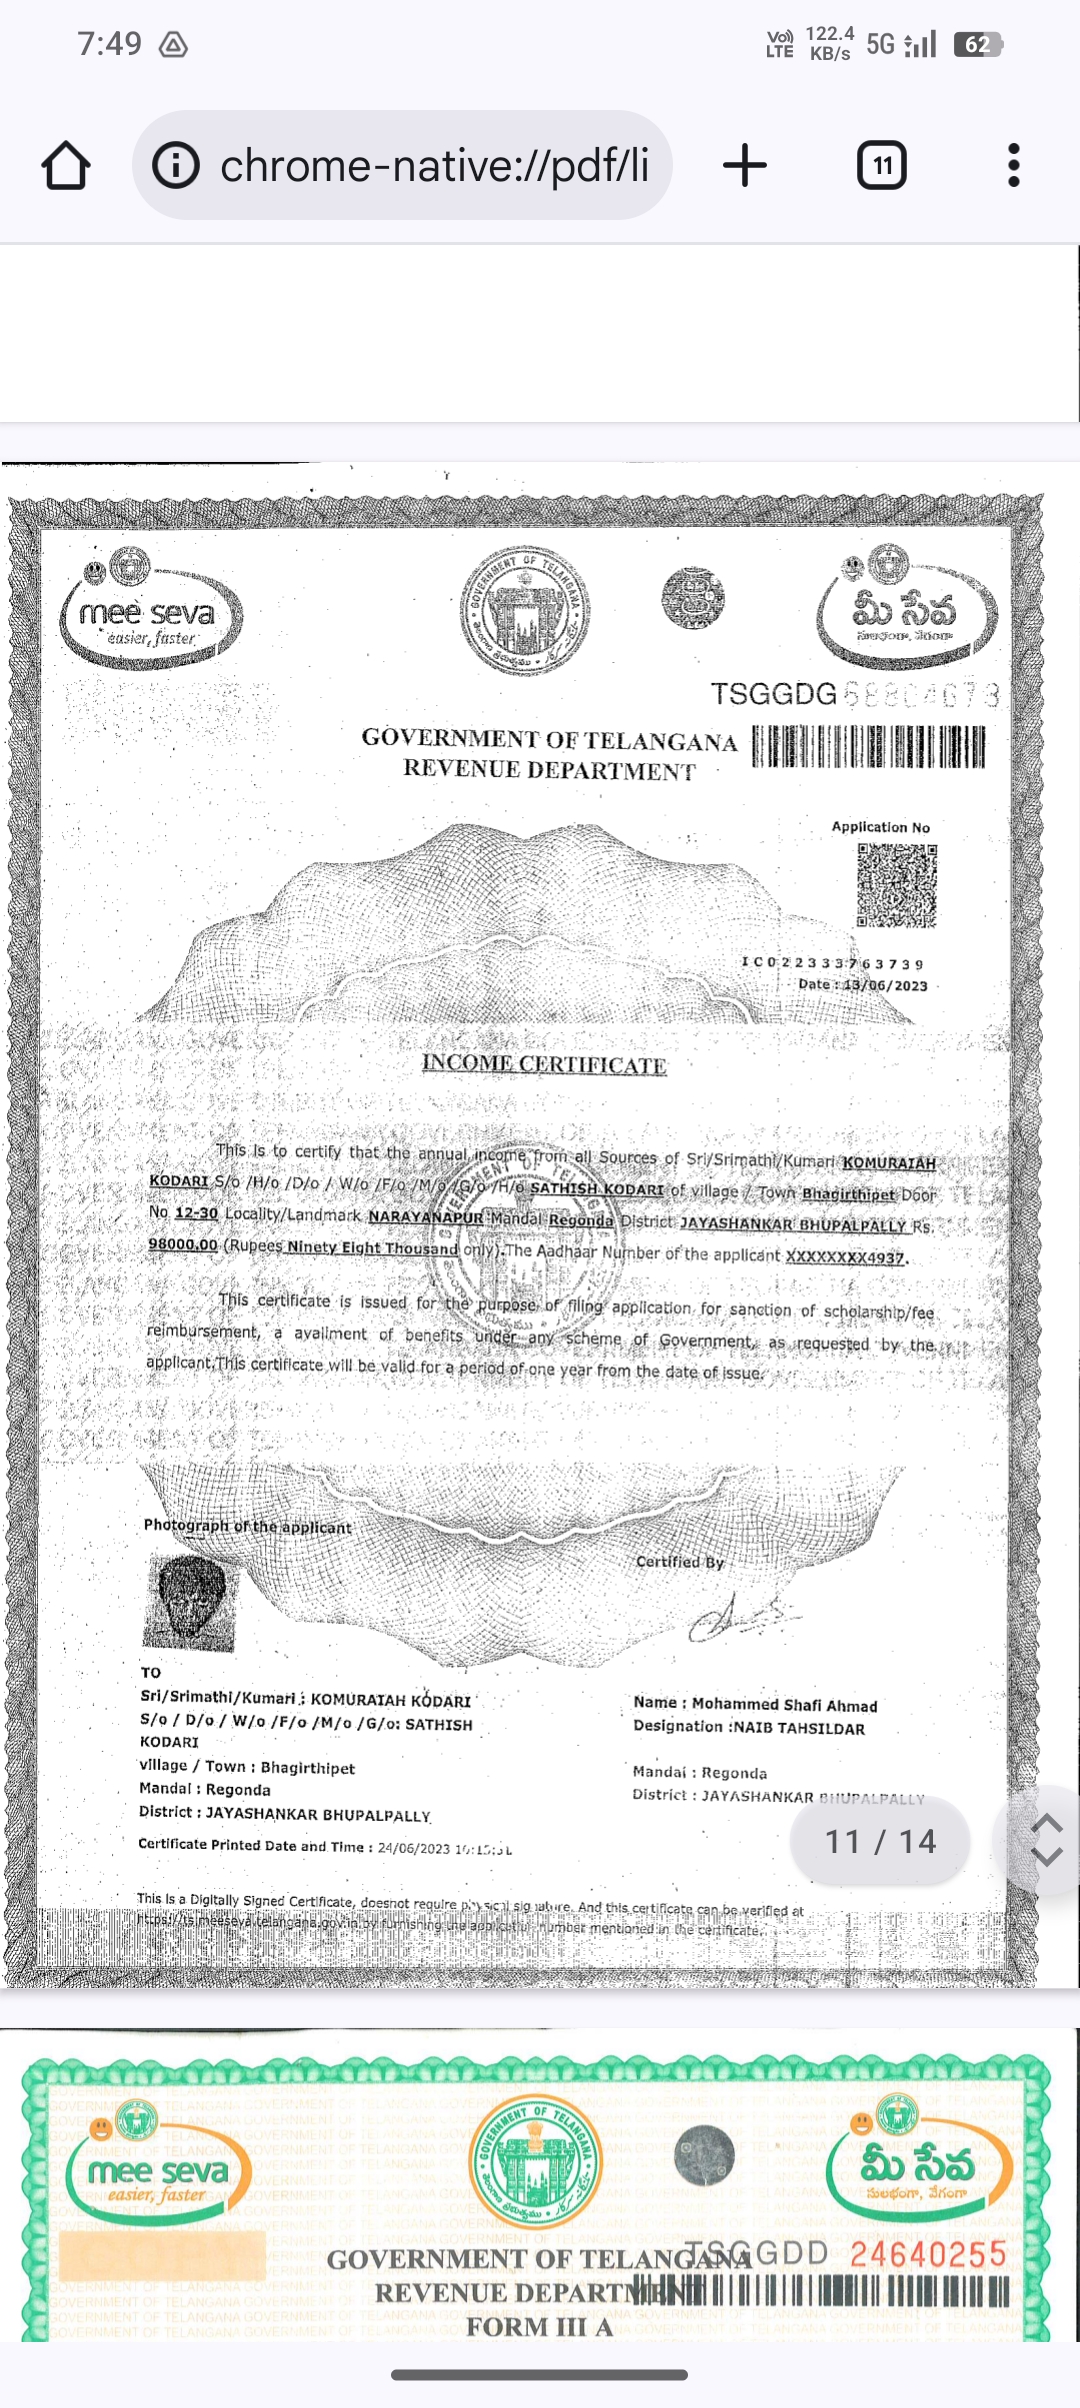 7:49
Vo)) LTE 122.4 KB/s 5G 62
chrome-native://pdf/li
11
mee seva
easier, faster
GOVERNMENT OF TELANGANA
మీ సేవ
సులభంగా, వేగంగా
TSGGDG
GOVERNMENT OF TELANGANA
REVENUE DEPARTMENT
Application No
IC022333763739
Date : 13/06/2023
INCOME CERTIFICATE
This is to certify that the annual income from all Sources of Sri/Srimathi/Kumari KOMURAIAH
KODARI S/o /H/o /D/o / W/o /F/o /M/o /G/o /H/o SATHISH KODARI of village / Town Bhagirthipet Door
No 12-30 Locality/Landmark NARAYANAPUR Mandal Regonda District JAYASHANKAR BHUPALPALLY Rs.
98000.00 (Rupees Ninety Eight Thousand only).The Aadhaar Number of the applicant XXXXXXXX4937.
This certificate is issued for the purpose of filing application for sanction of scholarship/fee
reimbursement, a availment of benefits under any scheme of Government, as requested by the
applicant.This certificate will be valid for a period of one year from the date of issue.
Photograph of the applicant
Certified By
TO
Sri/Srimathi/Kumari : KOMURAIAH KODARI
S/o / D/o / W/o /F/o /M/o /G/o: SATHISH
KODARI
village / Town : Bhagirthipet
Mandal : Regonda
District : JAYASHANKAR BHUPALPALLY
Name : Mohammed Shafi Ahmad
Designation :NAIB TAHSILDAR
Mandal : Regonda
District : JAYASHANKAR BHUPALPALLY
11 / 14
Certificate Printed Date and Time : 24/06/2023
This is a Digitally Signed Certificate, doesnot require physical signature. And this certificate can be verified at
https://ts.meeseva.telangana.gov.in by furnishing the application number mentioned in the certificate.
mee seva
easier, faster
GOVERNMENT OF TELANGANA
మీ సేవ
సులభంగా, వేగంగా
TSGGDD 24640255
GOVERNMENT OF TELANGANA
REVENUE DEPARTMENT
FORM III A